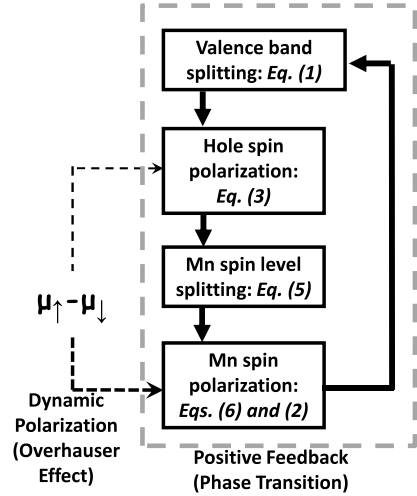 Valence band
splitting: Eq. (1)
Hole spin
polarization:
Eq. (3)
Mn spin level
splitting: Eq. (5)
μ↑−μ↓
Mn spin
polarization:
Eqs. (6) and (2)
Dynamic
Polarization
(Overhauser
Effect)
Positive Feedback
(Phase Transition)